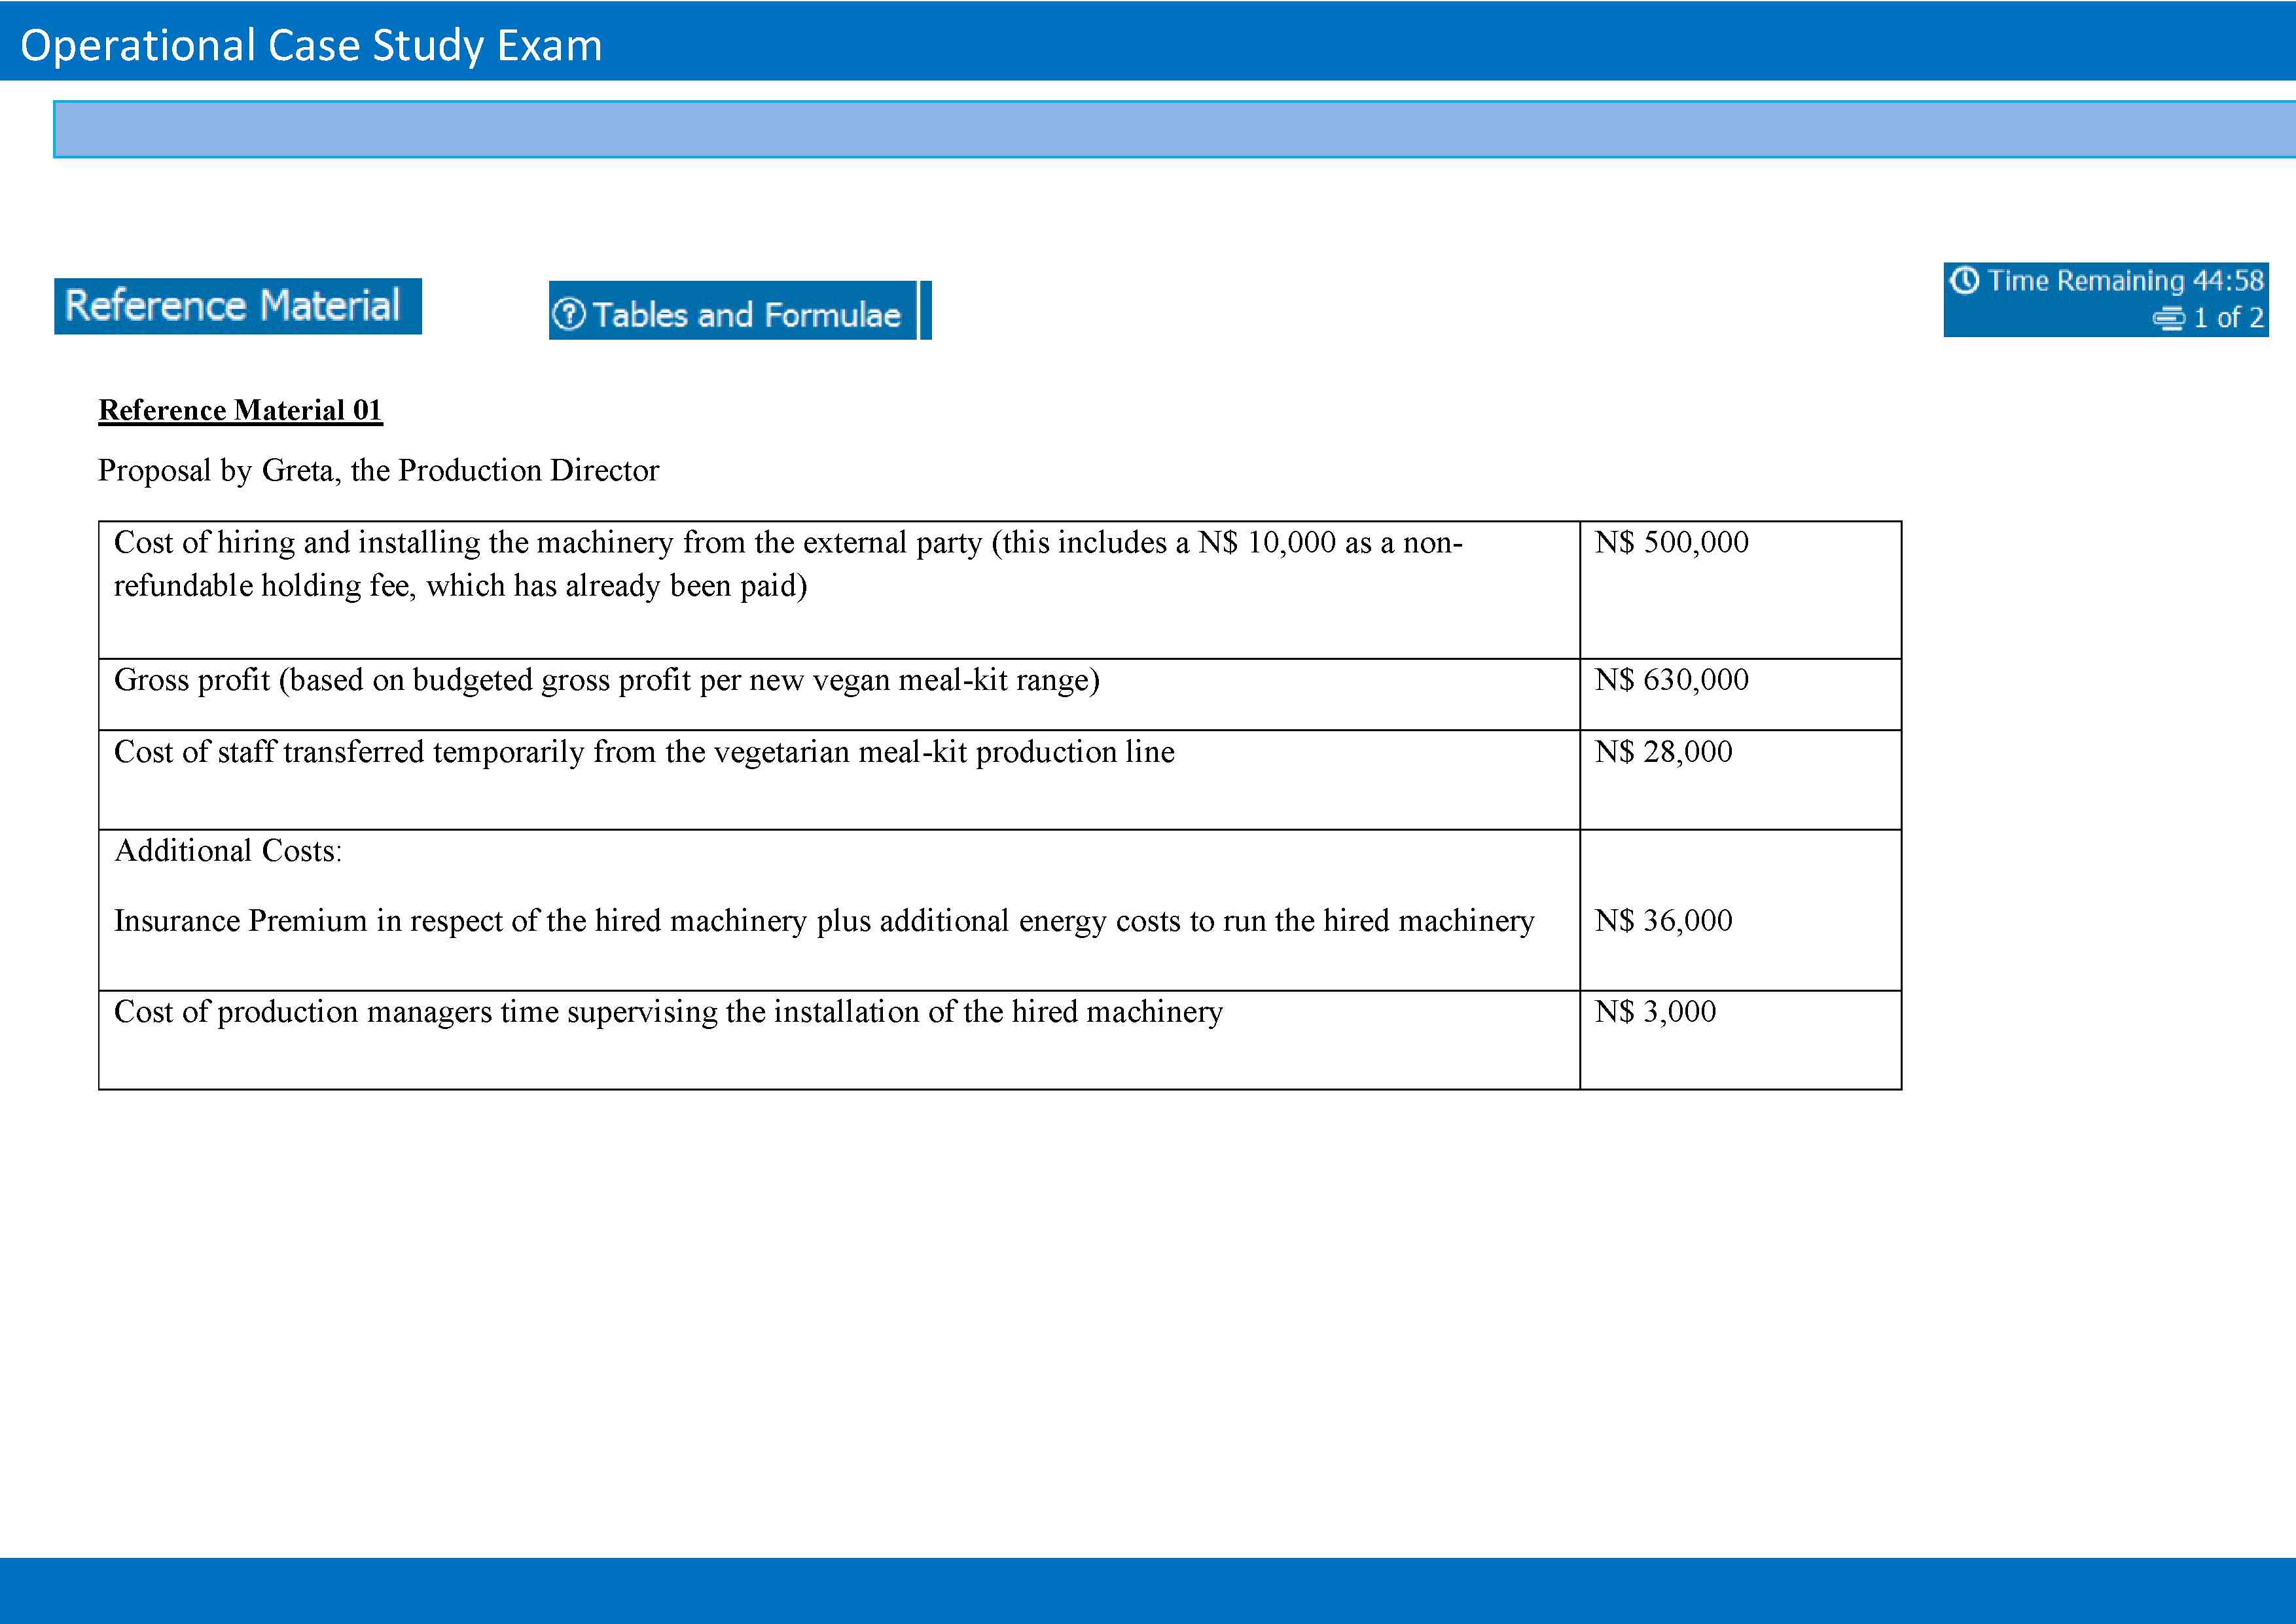 Operational Case Study Exam
Reference Material
Tables and Formulae
Time Remaining 44:58
1 of 2
Reference Material 01
Proposal by Greta, the Production Director
Cost of hiring and installing the machinery from the external party (this includes a N$ 10,000 as a non-
refundable holding fee, which has already been paid)
N$ 500,000
Gross profit (based on budgeted gross profit per new vegan meal-kit range)
N$ 630,000
Cost of staff transferred temporarily from the vegetarian meal-kit production line
N$ 28,000
Additional Costs:
Insurance Premium in respect of the hired machinery plus additional energy costs to run the hired machinery
N$ 36,000
Cost of production managers time supervising the installation of the hired machinery
N$ 3,000